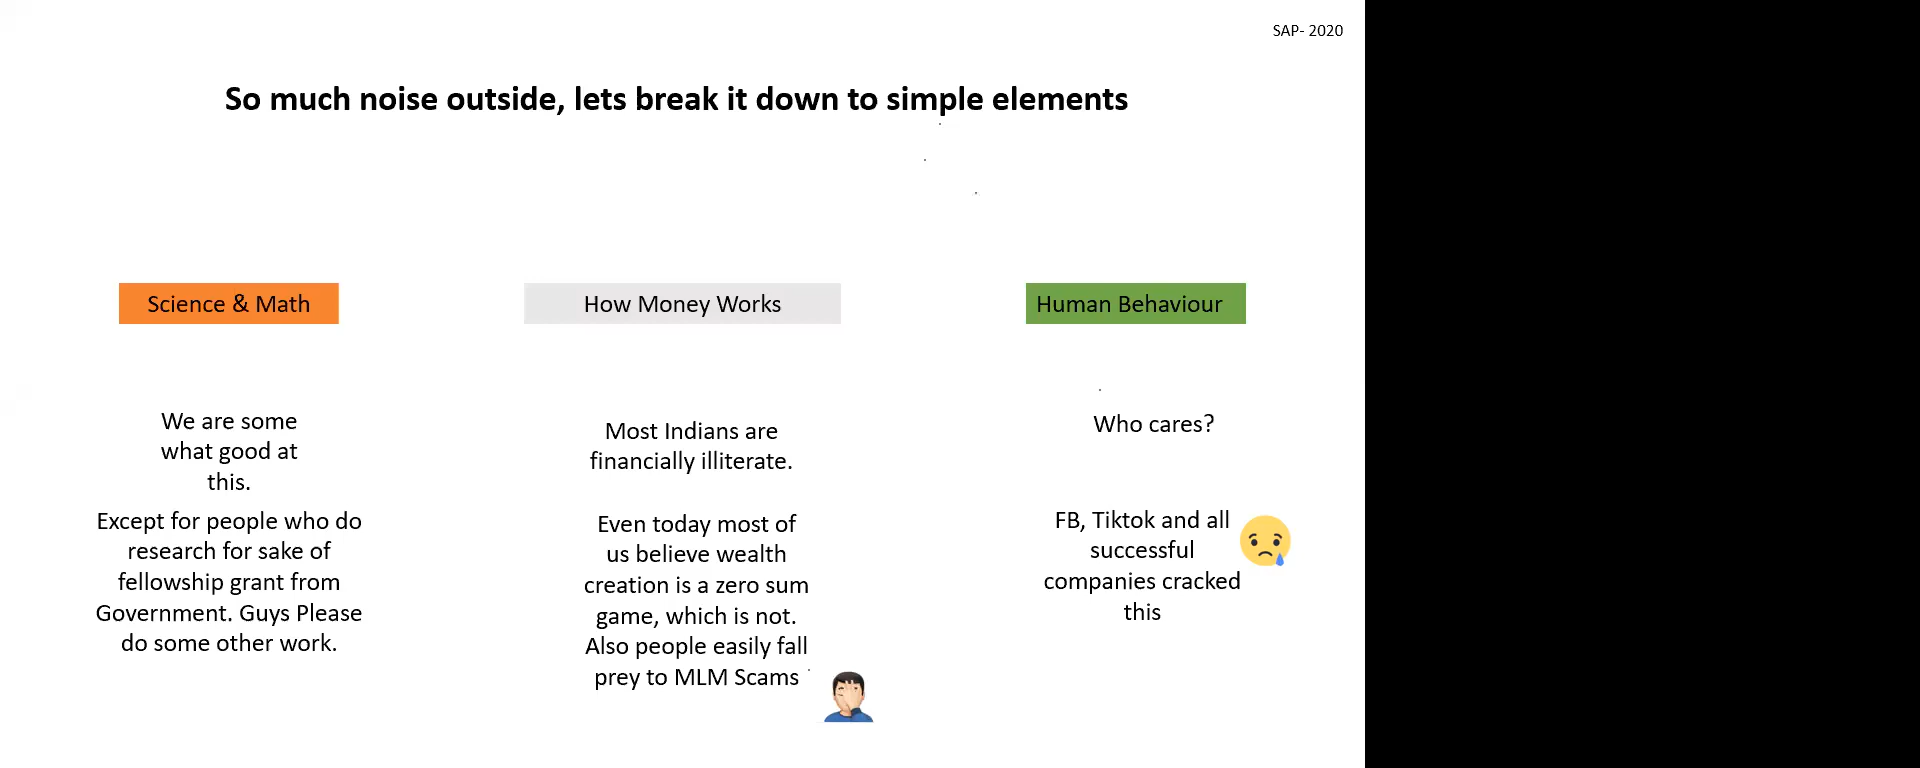 SAP- 2020
So much noise outside, lets break it down to simple elements
Science & Math
We are some
what good at
this.
Except for people who do
research for sake of
fellowship grant from
Government. Guys Please
do some other work.
How Money Works
Most Indians are
financially illiterate.
Even today most of
us believe wealth
creation is a zero sum
game, which is not.
Also people easily fall
prey to MLM Scams
Human Behaviour
Who cares?
FB, Tiktok and all
successful
companies cracked
this